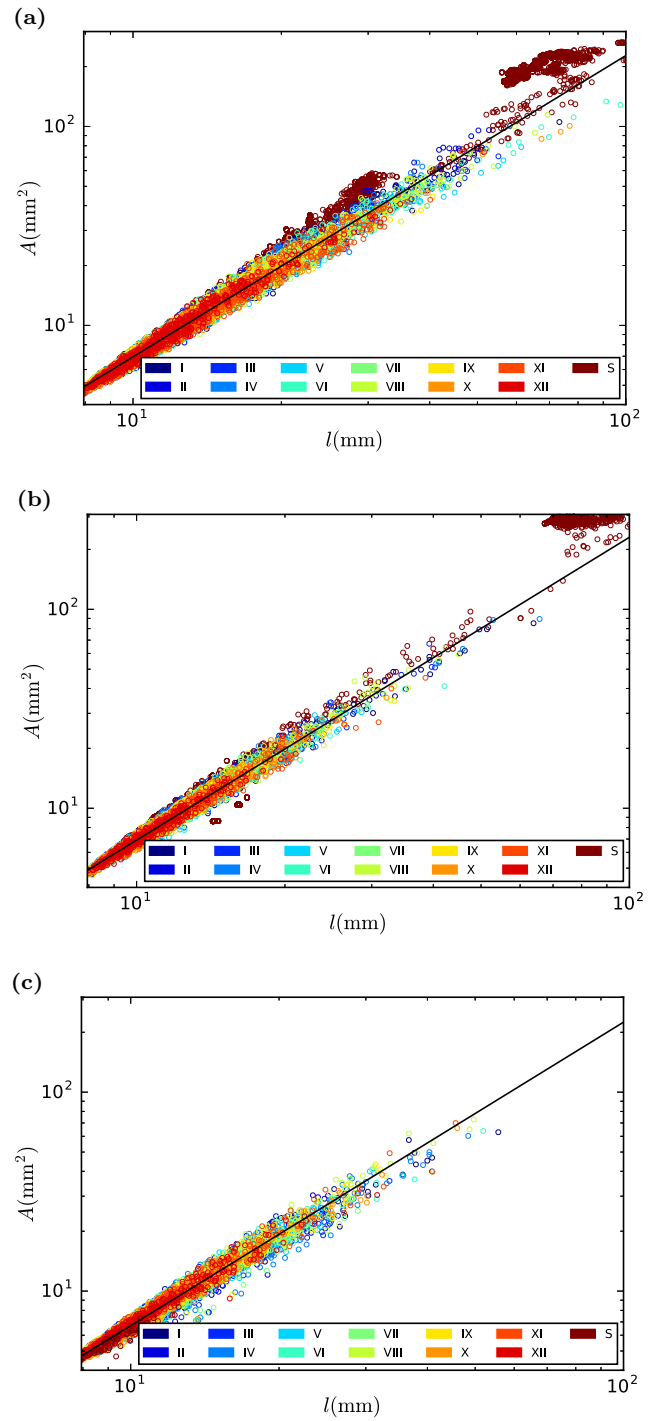 (a)
A(mm²)
10²
10¹
I III V VII IX XI S
II IV VI VIII X XII
10¹ 10²
l(mm)
(b)
A(mm²)
10²
10¹
I III V VII IX XI S
II IV VI VIII X XII
10¹ 10²
l(mm)
(c)
A(mm²)
10²
10¹
I III V VII IX XI S
II IV VI VIII X XII
10¹ 10²
l(mm)